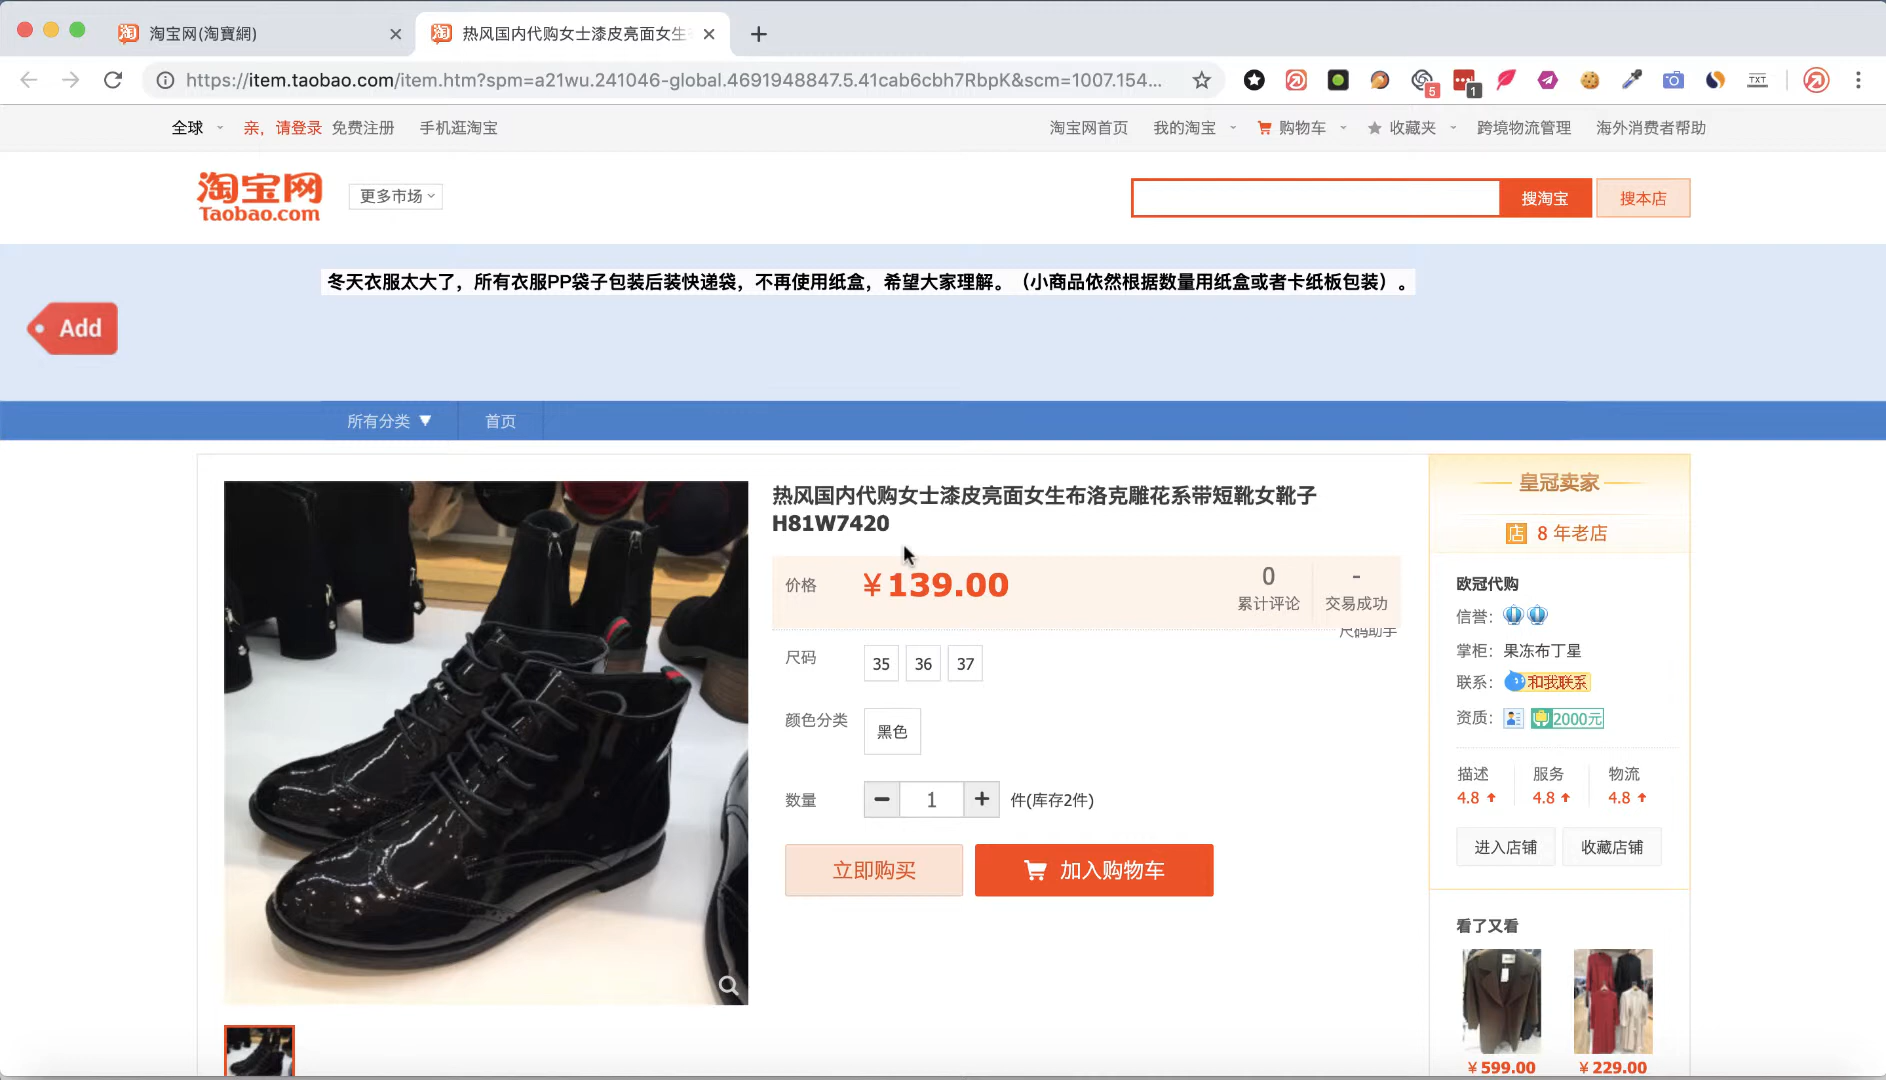 淘宝网(淘寶網)
热风国内代购女士漆皮亮面女生
https://item.taobao.com/item.htm?spm=a21wu.241046-global.4691948847.5.41cab6cbh7RbpK&scm=1007.154...
5
1
TXT
全球
亲，请登录 免费注册 手机逛淘宝
淘宝网首页 我的淘宝 购物车 收藏夹 跨境物流管理 海外消费者帮助
淘宝网
Taobao.com
更多市场
搜淘宝
搜本店
冬天衣服太大了，所有衣服PP袋子包装后装快递袋，不再使用纸盒，希望大家理解。（小商品依然根据数量用纸盒或者卡纸板包装）。
Add
所有分类 ▼ 首页
热风国内代购女士漆皮亮面女生布洛克雕花系带短靴女靴子
H81W7420
价格 ¥139.00
0
累计评论
-
交易成功
尺码助手
尺码 35 36 37
颜色分类 黑色
数量 − 1 + 件(库存2件)
立即购买 加入购物车
皇冠卖家
店 8 年老店
欧冠代购
信誉：
掌柜：果冻布丁星
联系：和我联系
资质：2000元
描述 服务 物流
4.8 4.8 4.8
进入店铺 收藏店铺
看了又看
¥599.00 ¥229.00